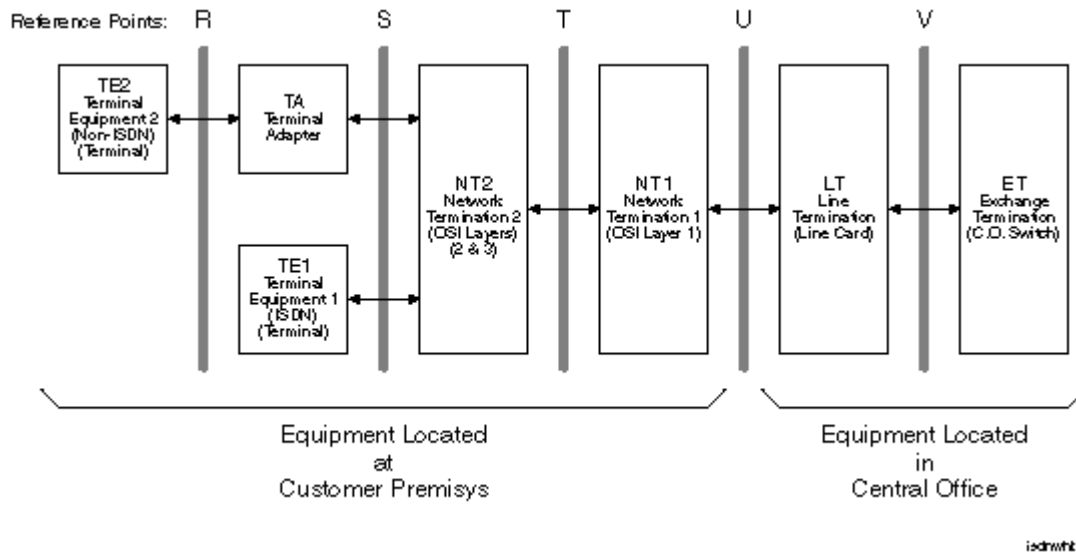 Reference Points: R S T U V
TE2
Terminal
Equipment 2
(Non-ISDN)
(Terminal)
TA
Terminal
Adapter
TE1
Terminal
Equipment 1
(ISDN)
(Terminal)
NT2
Network
Termination 2
(OSI Layers)
(2 & 3)
NT1
Network
Termination 1
(OSI Layer 1)
LT
Line
Termination
(Line Card)
ET
Exchange
Termination
(C.O. Switch)
Equipment Located
at
Customer Premisys
Equipment Located
in
Central Office